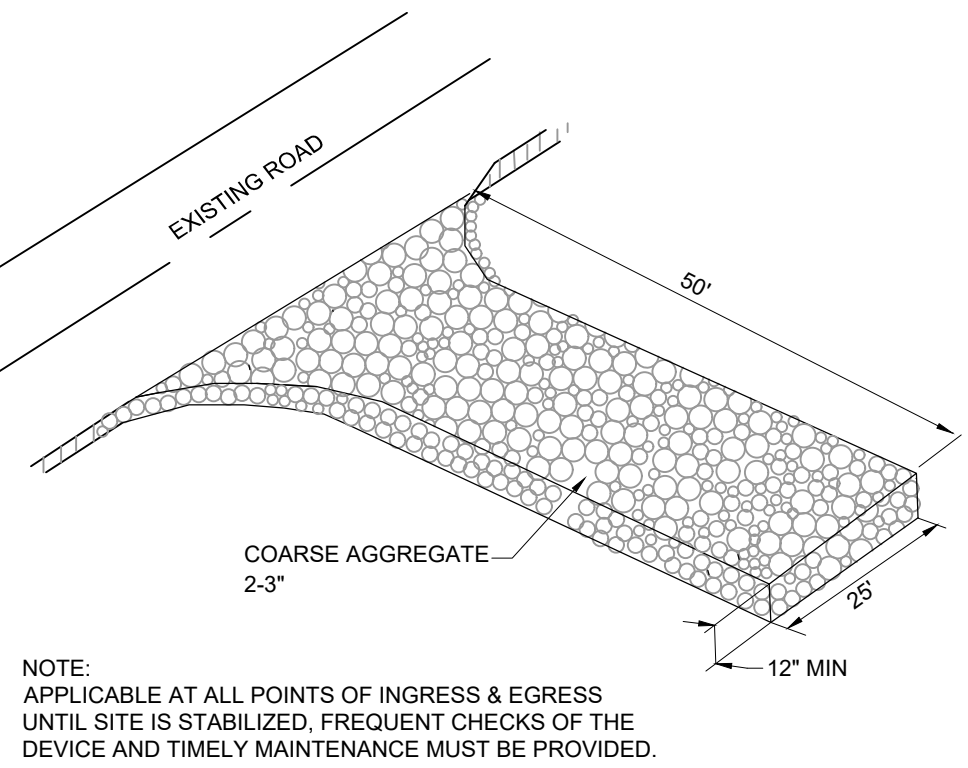 EXISTING ROAD
50'
COARSE AGGREGATE
2-3"
25'
12" MIN
NOTE:
APPLICABLE AT ALL POINTS OF INGRESS & EGRESS
UNTIL SITE IS STABILIZED, FREQUENT CHECKS OF THE
DEVICE AND TIMELY MAINTENANCE MUST BE PROVIDED.